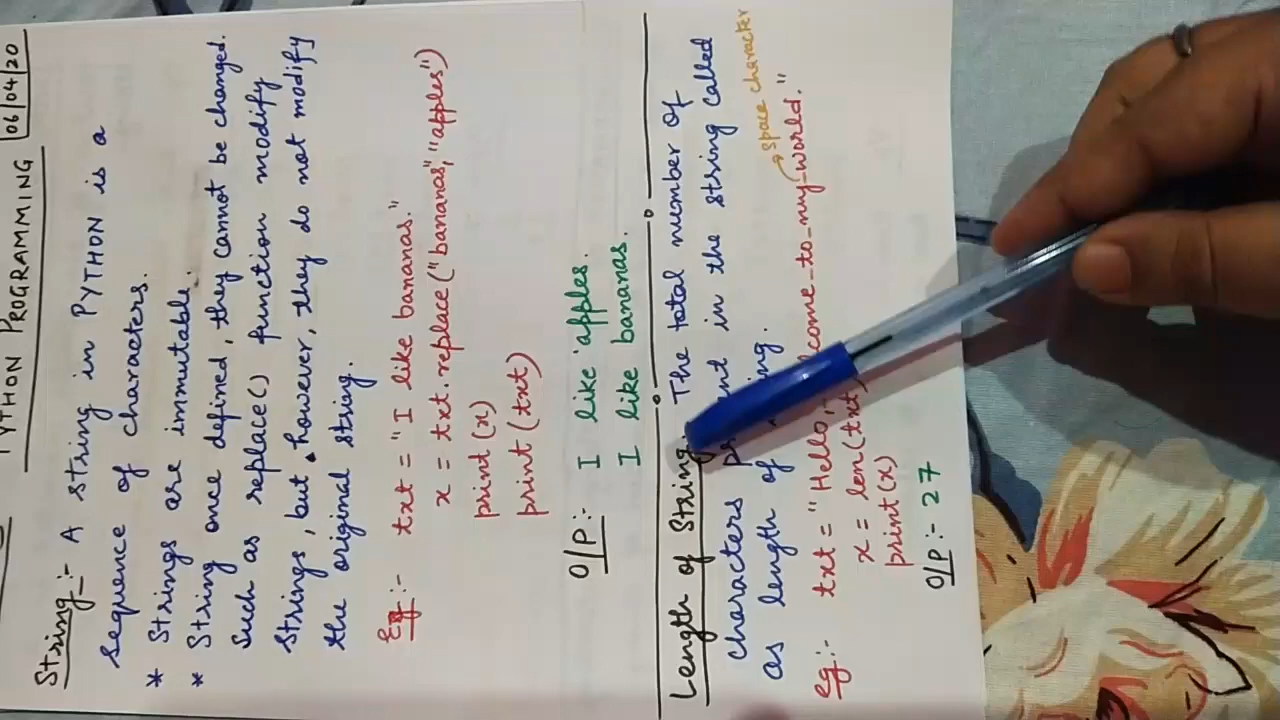 PYTHON PROGRAMMING 06/04/20
String :- A string in PYTHON is a
sequence of characters.
* Strings are immutable.
* String once defined, they cannot be changed.
Such as replace() function modify
strings, but however, they do not modify
the original string.
Eg :- txt = "I like bananas."
x = txt.replace("bananas", "apples")
print (x)
print (txt)
O/P :- I like apples.
I like bananas.
Length of String The total number of
characters in the string called
as length of
space character
eg :- txt = "Hello, to_my_world."
x = len(txt)
print (x)
O/P :- 27